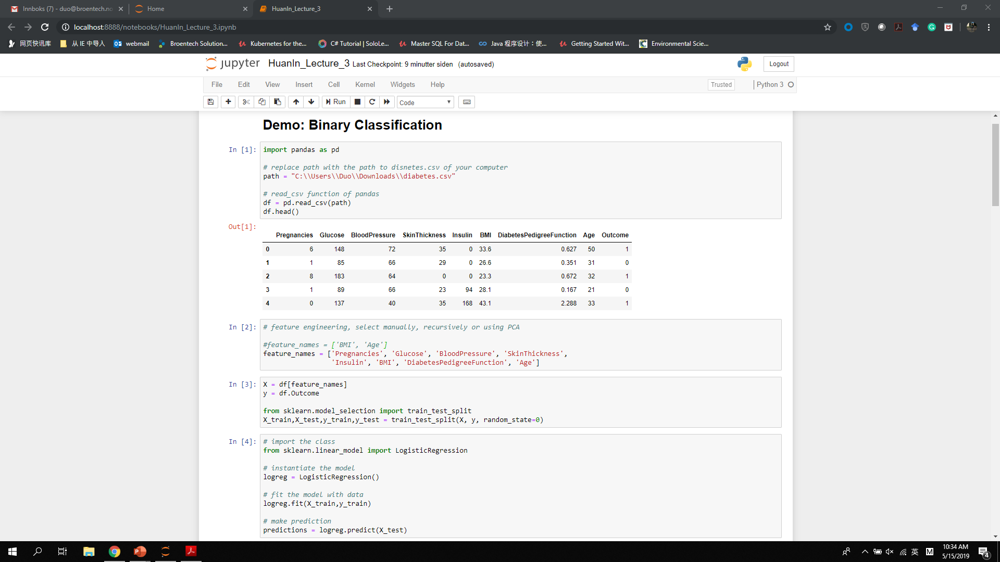 Innboks (7) - duo@broentech.no
Home
HuanIn_Lecture_3
localhost:8888/notebooks/HuanIn_Lecture_3.ipynb
网页快讯库
从 IE 中导入
webmail
Broentech Solution...
Kubernetes for the...
C# Tutorial | SoloLe...
Master SQL For Dat...
Java 程序设计：使...
Getting Started Wit...
Environmental Scie...
jupyter HuanIn_Lecture_3 Last Checkpoint: 9 minutter siden (autosaved)
Logout
File Edit View Insert Cell Kernel Widgets Help
Trusted
Python 3
Run
Code
Demo: Binary Classification
In [1]: import pandas as pd
# replace path with the path to disnetes.csv of your computer
path = "C:\\Users\\Duo\\Downloads\\diabetes.csv"
# read_csv function of pandas
df = pd.read_csv(path)
df.head()
Out[1]:
Pregnancies Glucose BloodPressure SkinThickness Insulin BMI DiabetesPedigreeFunction Age Outcome
0 6 148 72 35 0 33.6 0.627 50 1
1 1 85 66 29 0 26.6 0.351 31 0
2 8 183 64 0 0 23.3 0.672 32 1
3 1 89 66 23 94 28.1 0.167 21 0
4 0 137 40 35 168 43.1 2.288 33 1
In [2]: # feature engineering, select manually, recursively or using PCA
#feature_names = ['BMI', 'Age']
feature_names = ['Pregnancies', 'Glucose', 'BloodPressure', 'SkinThickness',
'Insulin', 'BMI', 'DiabetesPedigreeFunction', 'Age']
In [3]: X = df[feature_names]
y = df.Outcome
from sklearn.model_selection import train_test_split
X_train,X_test,y_train,y_test = train_test_split(X, y, random_state=0)
In [4]: # import the class
from sklearn.linear_model import LogisticRegression
# instantiate the model
logreg = LogisticRegression()
# fit the model with data
logreg.fit(X_train,y_train)
# make prediction
predictions = logreg.predict(X_test)
英
M
10:34 AM
5/15/2019
4